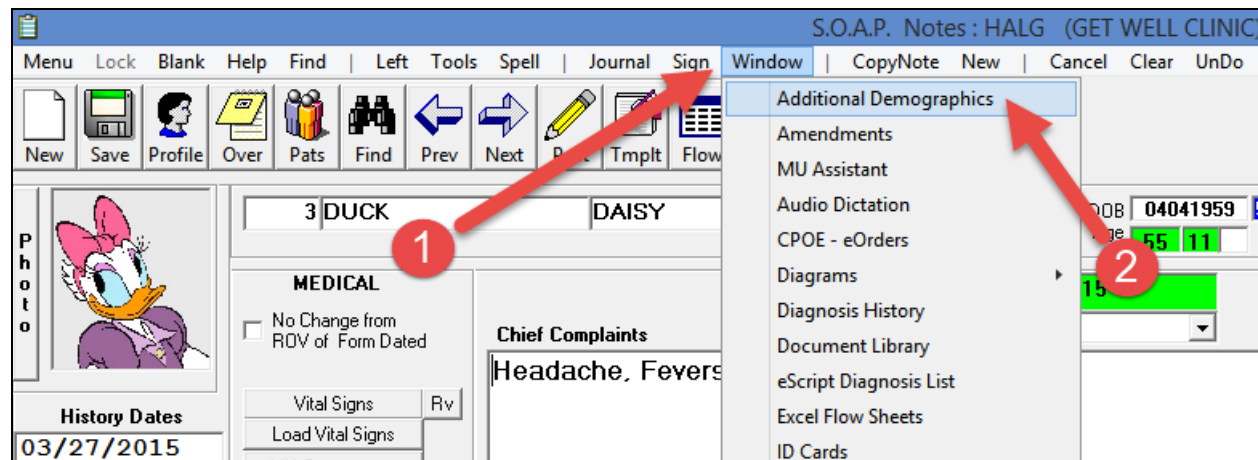 S.O.A.P. Notes : HALG (GET WELL CLINIC)
Menu Lock Blank Help Find | Left Tools Spell | Journal Sign Window | CopyNote New | Cancel Clear UnDo
New Save Profile Over Pats Find Prev Next Tmplt Flow
Additional Demographics
Amendments
MU Assistant
Audio Dictation
CPOE - eOrders
Diagrams
Diagnosis History
Document Library
eScript Diagnosis List
Excel Flow Sheets
ID Cards
1
2
Photo
3 DUCK DAISY
DOB 04041959
55 11
15
MEDICAL
No Change from
ROV of Form Dated
Chief Complaints
Headache, Fevers
Vital Signs Rv
Load Vital Signs
History Dates
03/27/2015